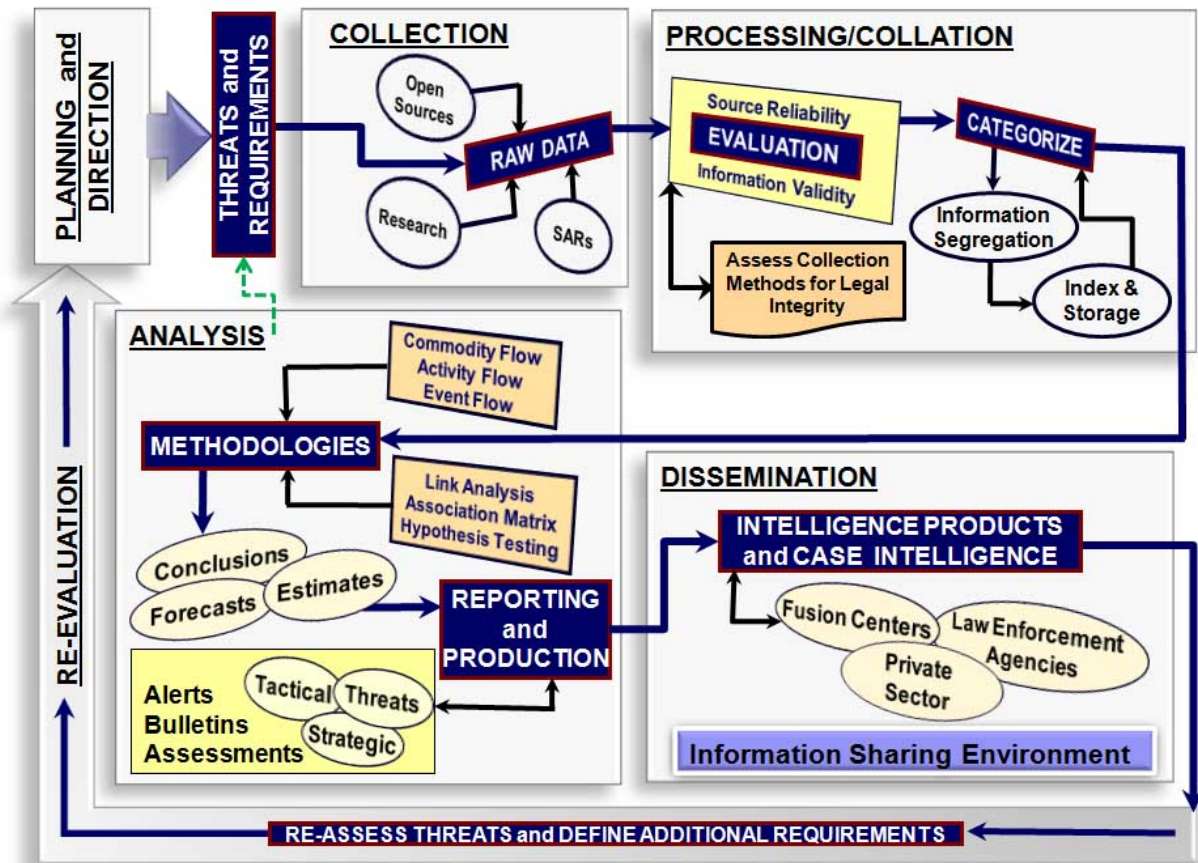 PLANNING and
DIRECTION
THREATS and
REQUIREMENTS
COLLECTION
Open
Sources
RAW DATA
Research
SARs
PROCESSING/COLLATION
Source Reliability
EVALUATION
Information Validity
CATEGORIZE
Assess Collection
Methods for Legal
Integrity
Information
Segregation
Index &
Storage
ANALYSIS
Commodity Flow
Activity Flow
Event Flow
METHODOLOGIES
Link Analysis
Association Matrix
Hypothesis Testing
Conclusions
Forecasts
Estimates
REPORTING
and
PRODUCTION
Alerts
Bulletins
Assessments
Tactical
Threats
Strategic
DISSEMINATION
INTELLIGENCE PRODUCTS
and CASE INTELLIGENCE
Fusion Centers
Law Enforcement
Agencies
Private
Sector
Information Sharing Environment
RE-EVALUATION
RE-ASSESS THREATS and DEFINE ADDITIONAL REQUIREMENTS